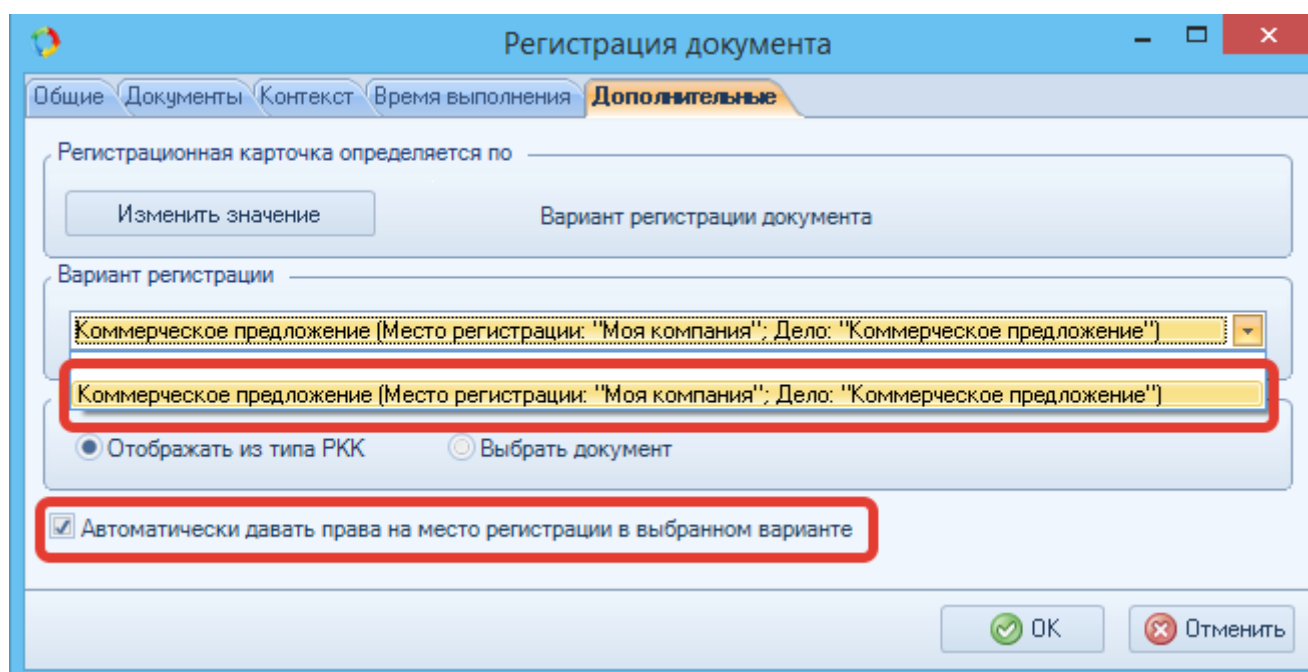 Регистрация документа
Общие Документы Контекст Время выполнения Дополнительные
Регистрационная карточка определяется по
Изменить значение Вариант регистрации документа
Вариант регистрации
Коммерческое предложение (Место регистрации: "Моя компания"; Дело: "Коммерческое предложение")
Коммерческое предложение (Место регистрации: "Моя компания"; Дело: "Коммерческое предложение")
Отображать из типа РКК Выбрать документ
Автоматически давать права на место регистрации в выбранном варианте
OK Отменить